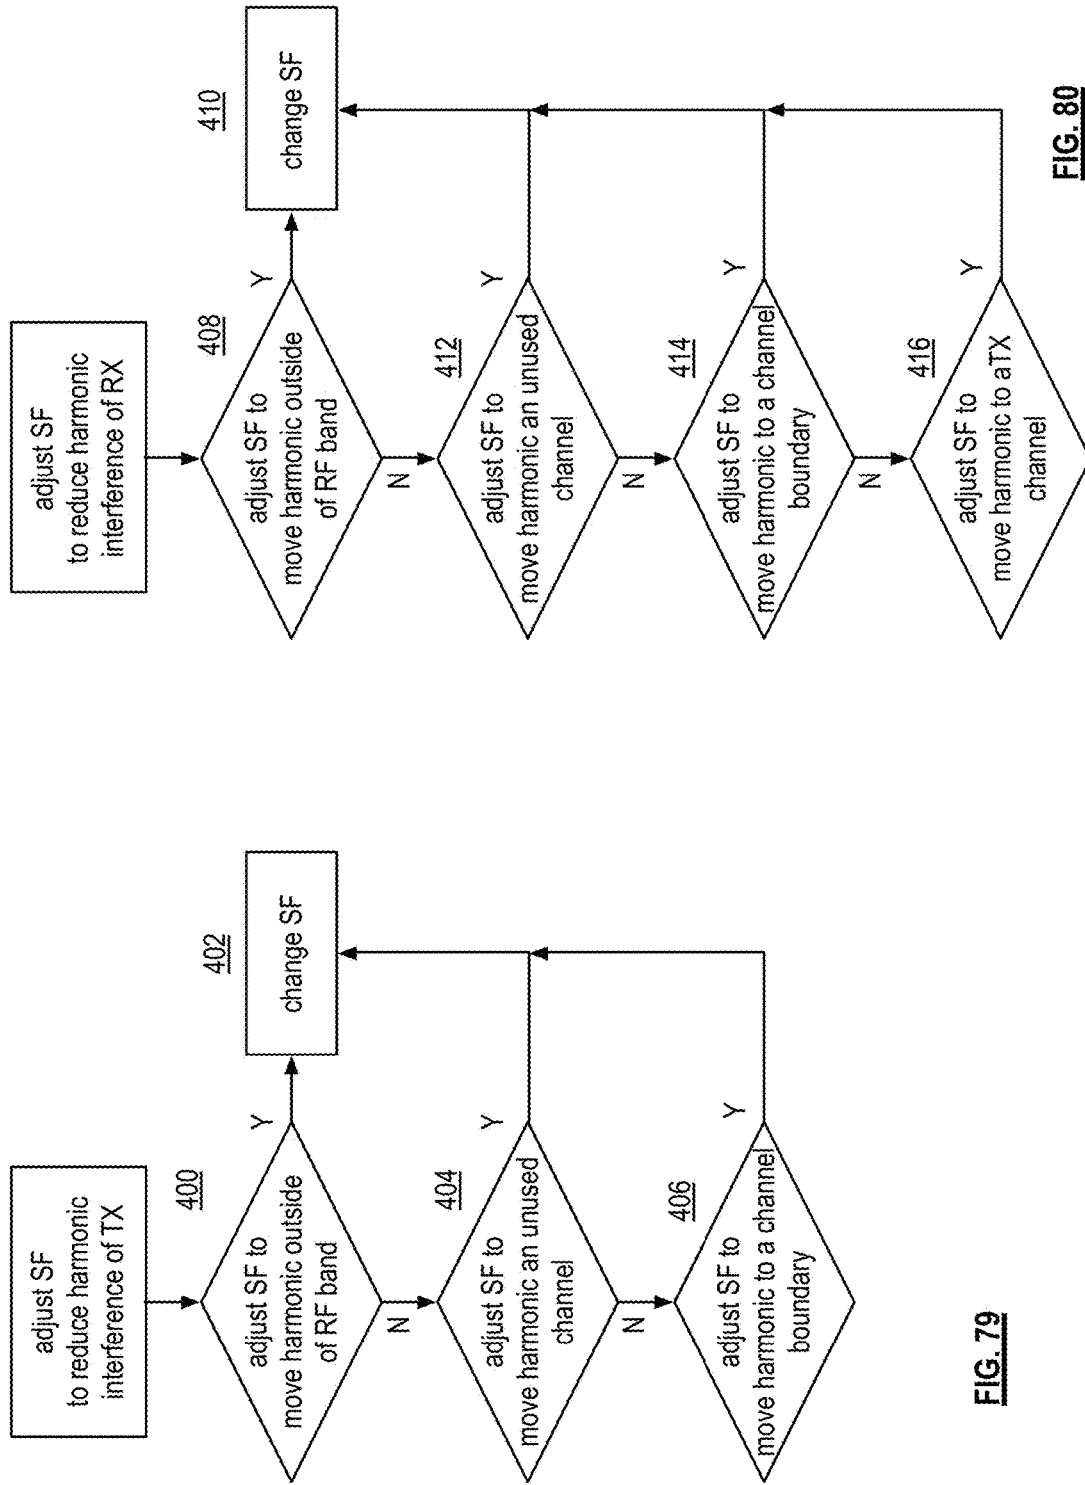 adjust SF
to reduce harmonic
interference of TX
400
adjust SF to
move harmonic outside
of RF band
Y
N
402
change SF
404
adjust SF to
move harmonic an unused
channel
Y
N
406
adjust SF to
move harmonic to a channel
boundary
Y
FIG. 79
adjust SF
to reduce harmonic
interference of RX
408
adjust SF to
move harmonic outside
of RF band
Y
N
410
change SF
412
adjust SF to
move harmonic an unused
channel
Y
N
414
adjust SF to
move harmonic to a channel
boundary
Y
N
416
adjust SF to
move harmonic to aTX
channel
Y
FIG. 80